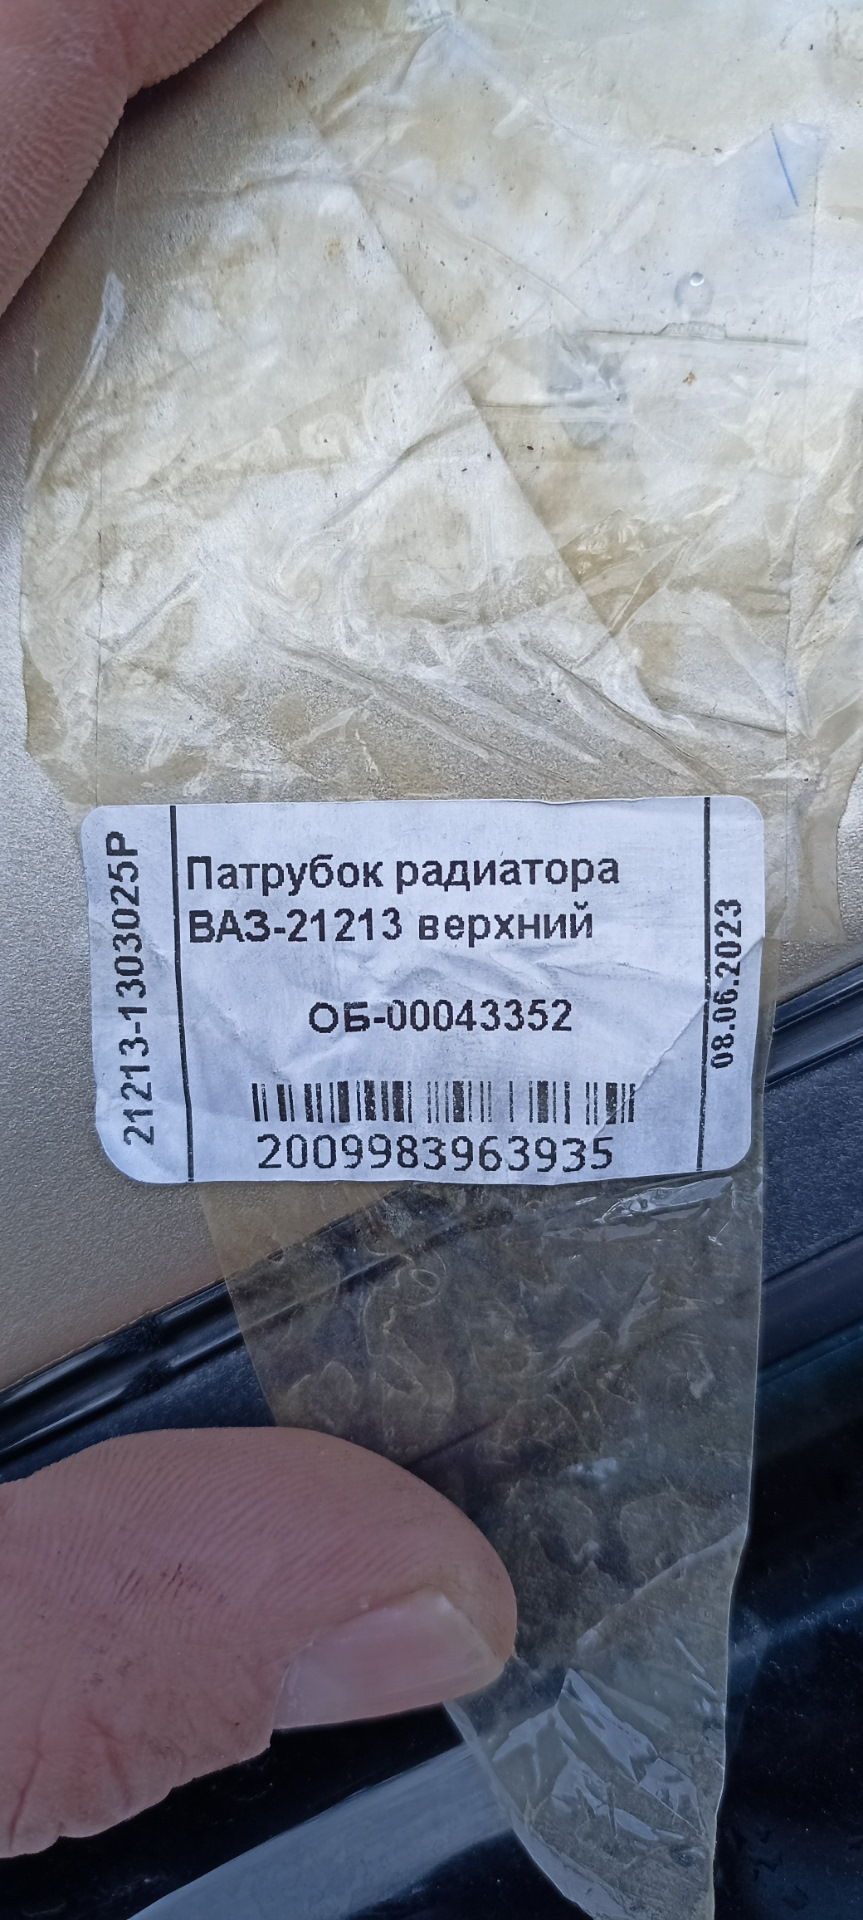 21213-1303025Р
Патрубок радиатора
ВАЗ-21213 верхний
ОБ-00043352
2009983963935
08.06.2023